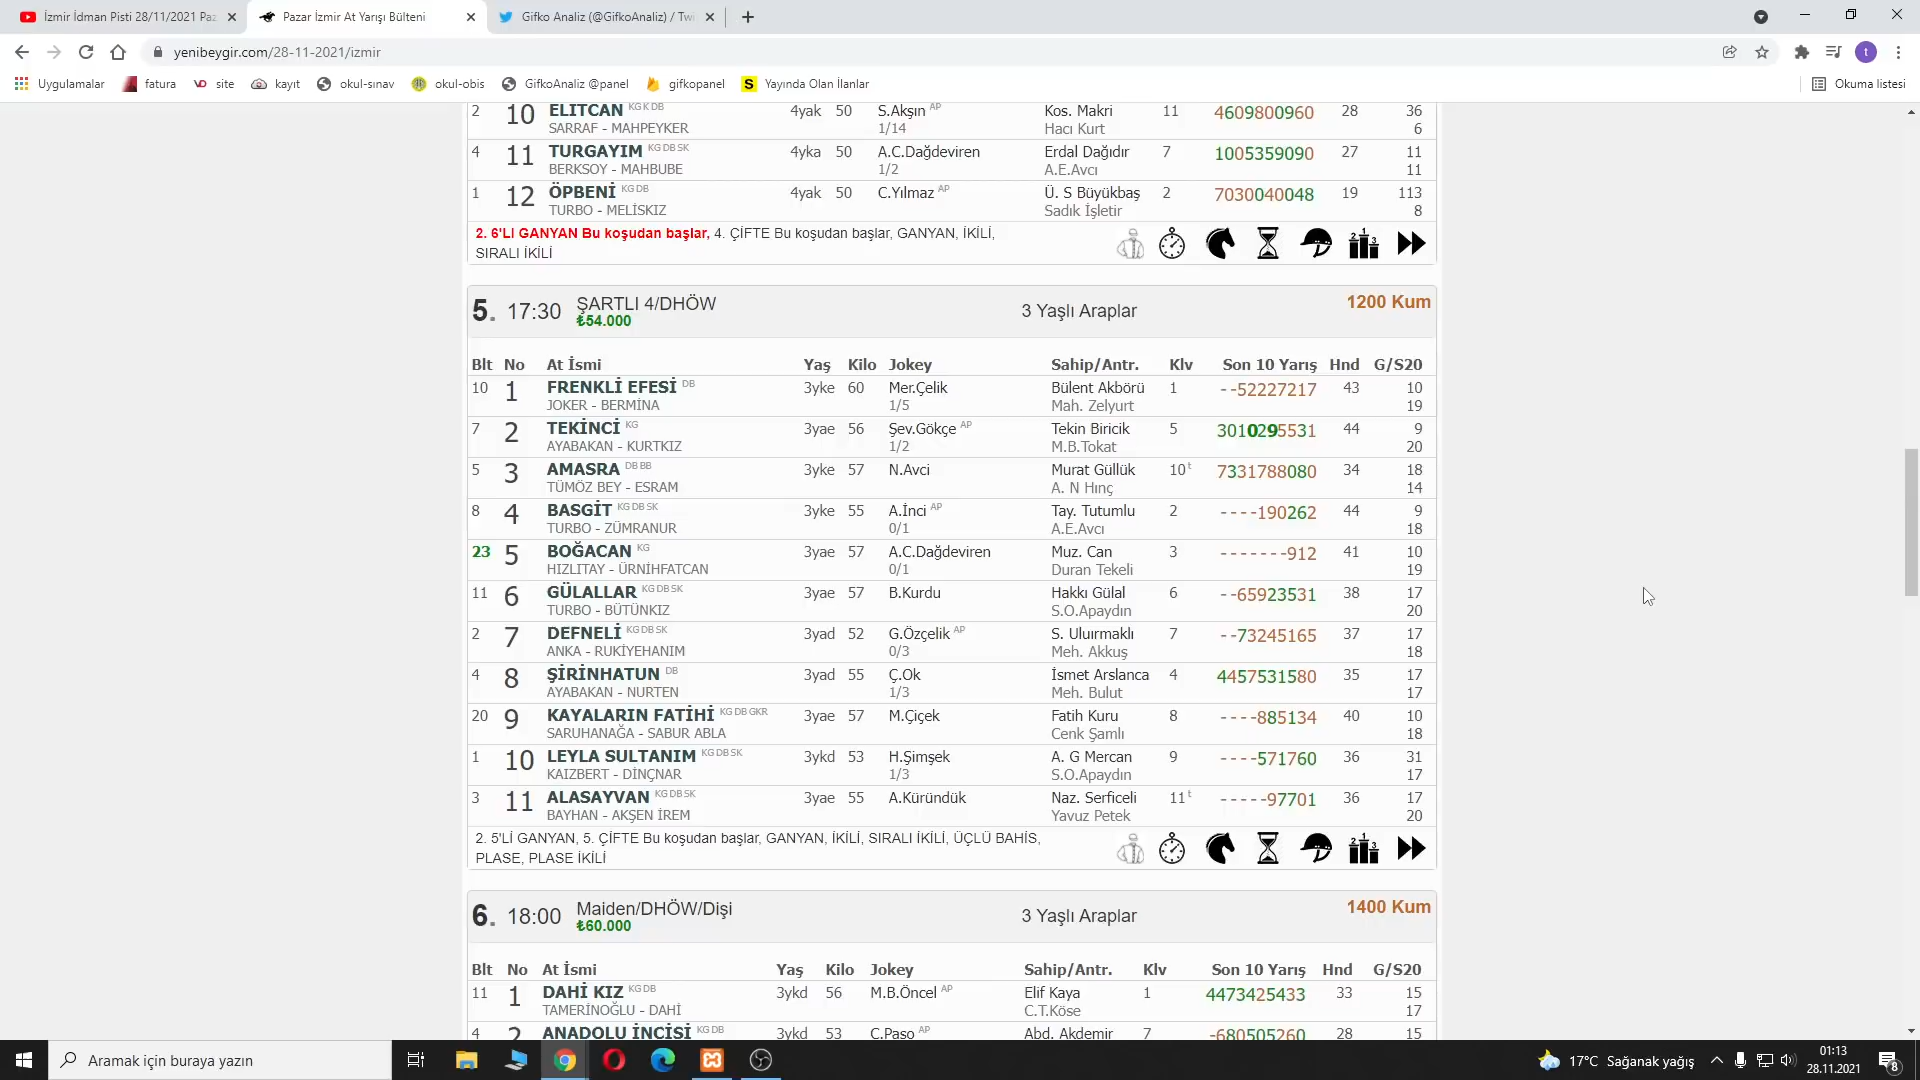 İzmir İdman Pisti 28/11/2021 Paz
Pazar İzmir At Yarışı Bülteni
Gifko Analiz (@GifkoAnaliz) / Twi
yenibeygir.com/28-11-2021/izmir
t
Uygulamalar fatura site kayıt okul-sınav okul-obis GifkoAnaliz @panel gifkopanel Yayında Olan İlanlar Okuma listesi
2 10 ELİTCAN KG K DB 4yak 50 S.Akşın AP Kos. Makri 11 4609800960 28 36
SARRAF - MAHPEYKER 1/14 Hacı Kurt 6
4 11 TURGAYIM KG DB SK 4yka 50 A.C.Dağdeviren Erdal Dağıdır 7 1005359090 27 11
BERKSOY - MAHBUBE 1/2 A.E.Avcı 11
1 12 ÖPBENİ KG DB 4yak 50 C.Yılmaz AP Ü. S Büyükbaş 2 7030040048 19 113
TURBO - MELİSKIZ Sadık İşletir 8
2. 6'LI GANYAN Bu koşudan başlar, 4. ÇİFTE Bu koşudan başlar, GANYAN, İKİLİ,
SIRALI İKİLİ
5. 17:30 ŞARTLI 4/DHÖW 3 Yaşlı Araplar 1200 Kum
₺54.000
Blt No At İsmi Yaş Kilo Jokey Sahip/Antr. Klv Son 10 Yarış Hnd G/S20
10 1 FRENKLİ EFESİ DB 3yke 60 Mer.Çelik Bülent Akbörü 1 --52227217 43 10
JOKER - BERMİNA 1/5 Mah. Zelyurt 19
7 2 TEKİNCİ KG 3yae 56 Şev.Gökçe AP Tekin Biricik 5 3010295531 44 9
AYABAKAN - KURTKIZ 1/2 M.B.Tokat 20
5 3 AMASRA DB BB 3yke 57 N.Avci Murat Güllük 10 t 7331788080 34 18
TÜMÖZ BEY - ESRAM A. N Hınç 14
8 4 BASGİT KG DB SK 3yke 55 A.İnci AP Tay. Tutumlu 2 ----190262 44 9
TURBO - ZÜMRANUR 0/1 A.E.Avcı 18
23 5 BOĞACAN KG 3yae 57 A.C.Dağdeviren Muz. Can 3 -------912 41 10
HIZLITAY - ÜRNİHFATCAN 0/1 Duran Tekeli 19
11 6 GÜLALLAR KG DB SK 3yae 57 B.Kurdu Hakkı Gülal 6 --65923531 38 17
TURBO - BÜTÜNKIZ S.O.Apaydın 20
2 7 DEFNELİ KG DB SK 3yad 52 G.Özçelik AP S. Uluırmaklı 7 --73245165 37 17
ANKA - RUKİYEHANIM 0/3 Meh. Akkuş 18
4 8 ŞİRİNHATUN DB 3yad 55 Ç.Ok İsmet Arslanca 4 4457531580 35 17
AYABAKAN - NURTEN 1/3 Meh. Bulut 17
20 9 KAYALARIN FATİHİ KG DB GKR 3yae 57 M.Çiçek Fatih Kuru 8 ----885134 40 10
SARUHANAĞA - SABUR ABLA Cenk Şamlı 18
1 10 LEYLA SULTANIM KG DB SK 3ykd 53 H.Şimşek A. G Mercan 9 ----571760 36 31
KAIZBERT - DİNÇNAR 1/3 S.O.Apaydın 17
3 11 ALASAYVAN KG DB SK 3yae 55 A.Küründük Naz. Serficeli 11 t -----97701 36 17
BAYHAN - AKŞEN İREM Yavuz Petek 20
2. 5'Lİ GANYAN, 5. ÇİFTE Bu koşudan başlar, GANYAN, İKİLİ, SIRALI İKİLİ, ÜÇLÜ BAHİS,
PLASE, PLASE İKİLİ
6. 18:00 Maiden/DHÖW/Dişi 3 Yaşlı Araplar 1400 Kum
₺60.000
Blt No At İsmi Yaş Kilo Jokey Sahip/Antr. Klv Son 10 Yarış Hnd G/S20
11 1 DAHİ KIZ KG DB 3ykd 56 M.B.Öncel AP Elif Kaya 1 4473425433 33 15
TAMERİNOĞLU - DAHİ C.T.Köse 17
4 2 ANADOLU İNCİSİ KG DB 3ykd 53 C.Paso AP Abd. Akdemir 7 -680505260 28 15
Aramak için buraya yazın
17°C Sağanak yağış
01:13
28.11.2021
8